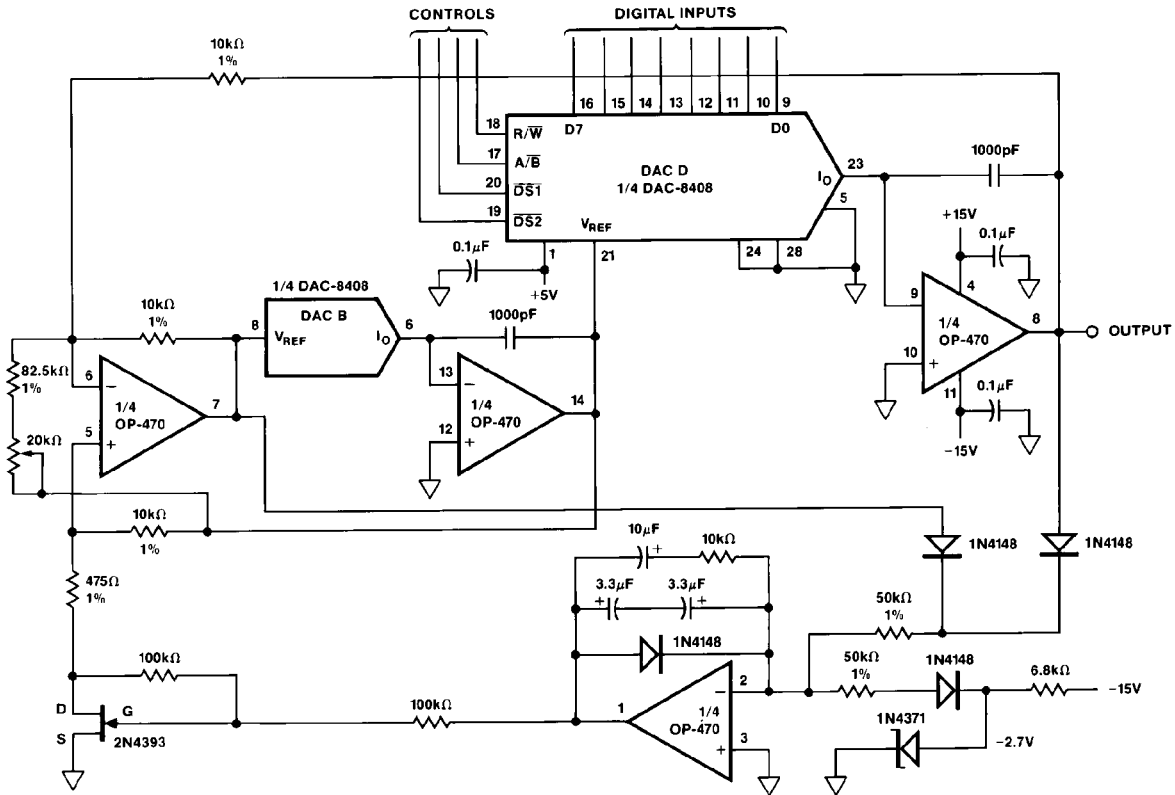 CONTROLS
DIGITAL INPUTS
10kΩ
1%
16 15 14 13 12 11 10 9
D7 D0
18 R/W̅
17 A/B̅
20 D̅S̅1̅
19 D̅S̅2̅
DAC D
1/4 DAC-8408
I_O
23
5
V_REF
1
21
24
28
0.1µF
+5V
1000pF
+15V
0.1µF
4
9
−
1/4
OP-470
8
OUTPUT
10
+
11
0.1µF
−15V
10kΩ
1%
1/4 DAC-8408
DAC B
8
V_REF
I_O
6
1000pF
82.5kΩ
1%
6
−
1/4
OP-470
7
5
+
20kΩ
13
−
1/4
OP-470
14
12
+
10kΩ
1%
475Ω
1%
10µF
+
10kΩ
3.3µF
+
3.3µF
+
1N4148
1N4148
1N4148
50kΩ
1%
100kΩ
D
G
S
2N4393
100kΩ
1
2
−
1/4
OP-470
3
+
50kΩ
1%
1N4148
6.8kΩ
−15V
1N4371
−2.7V